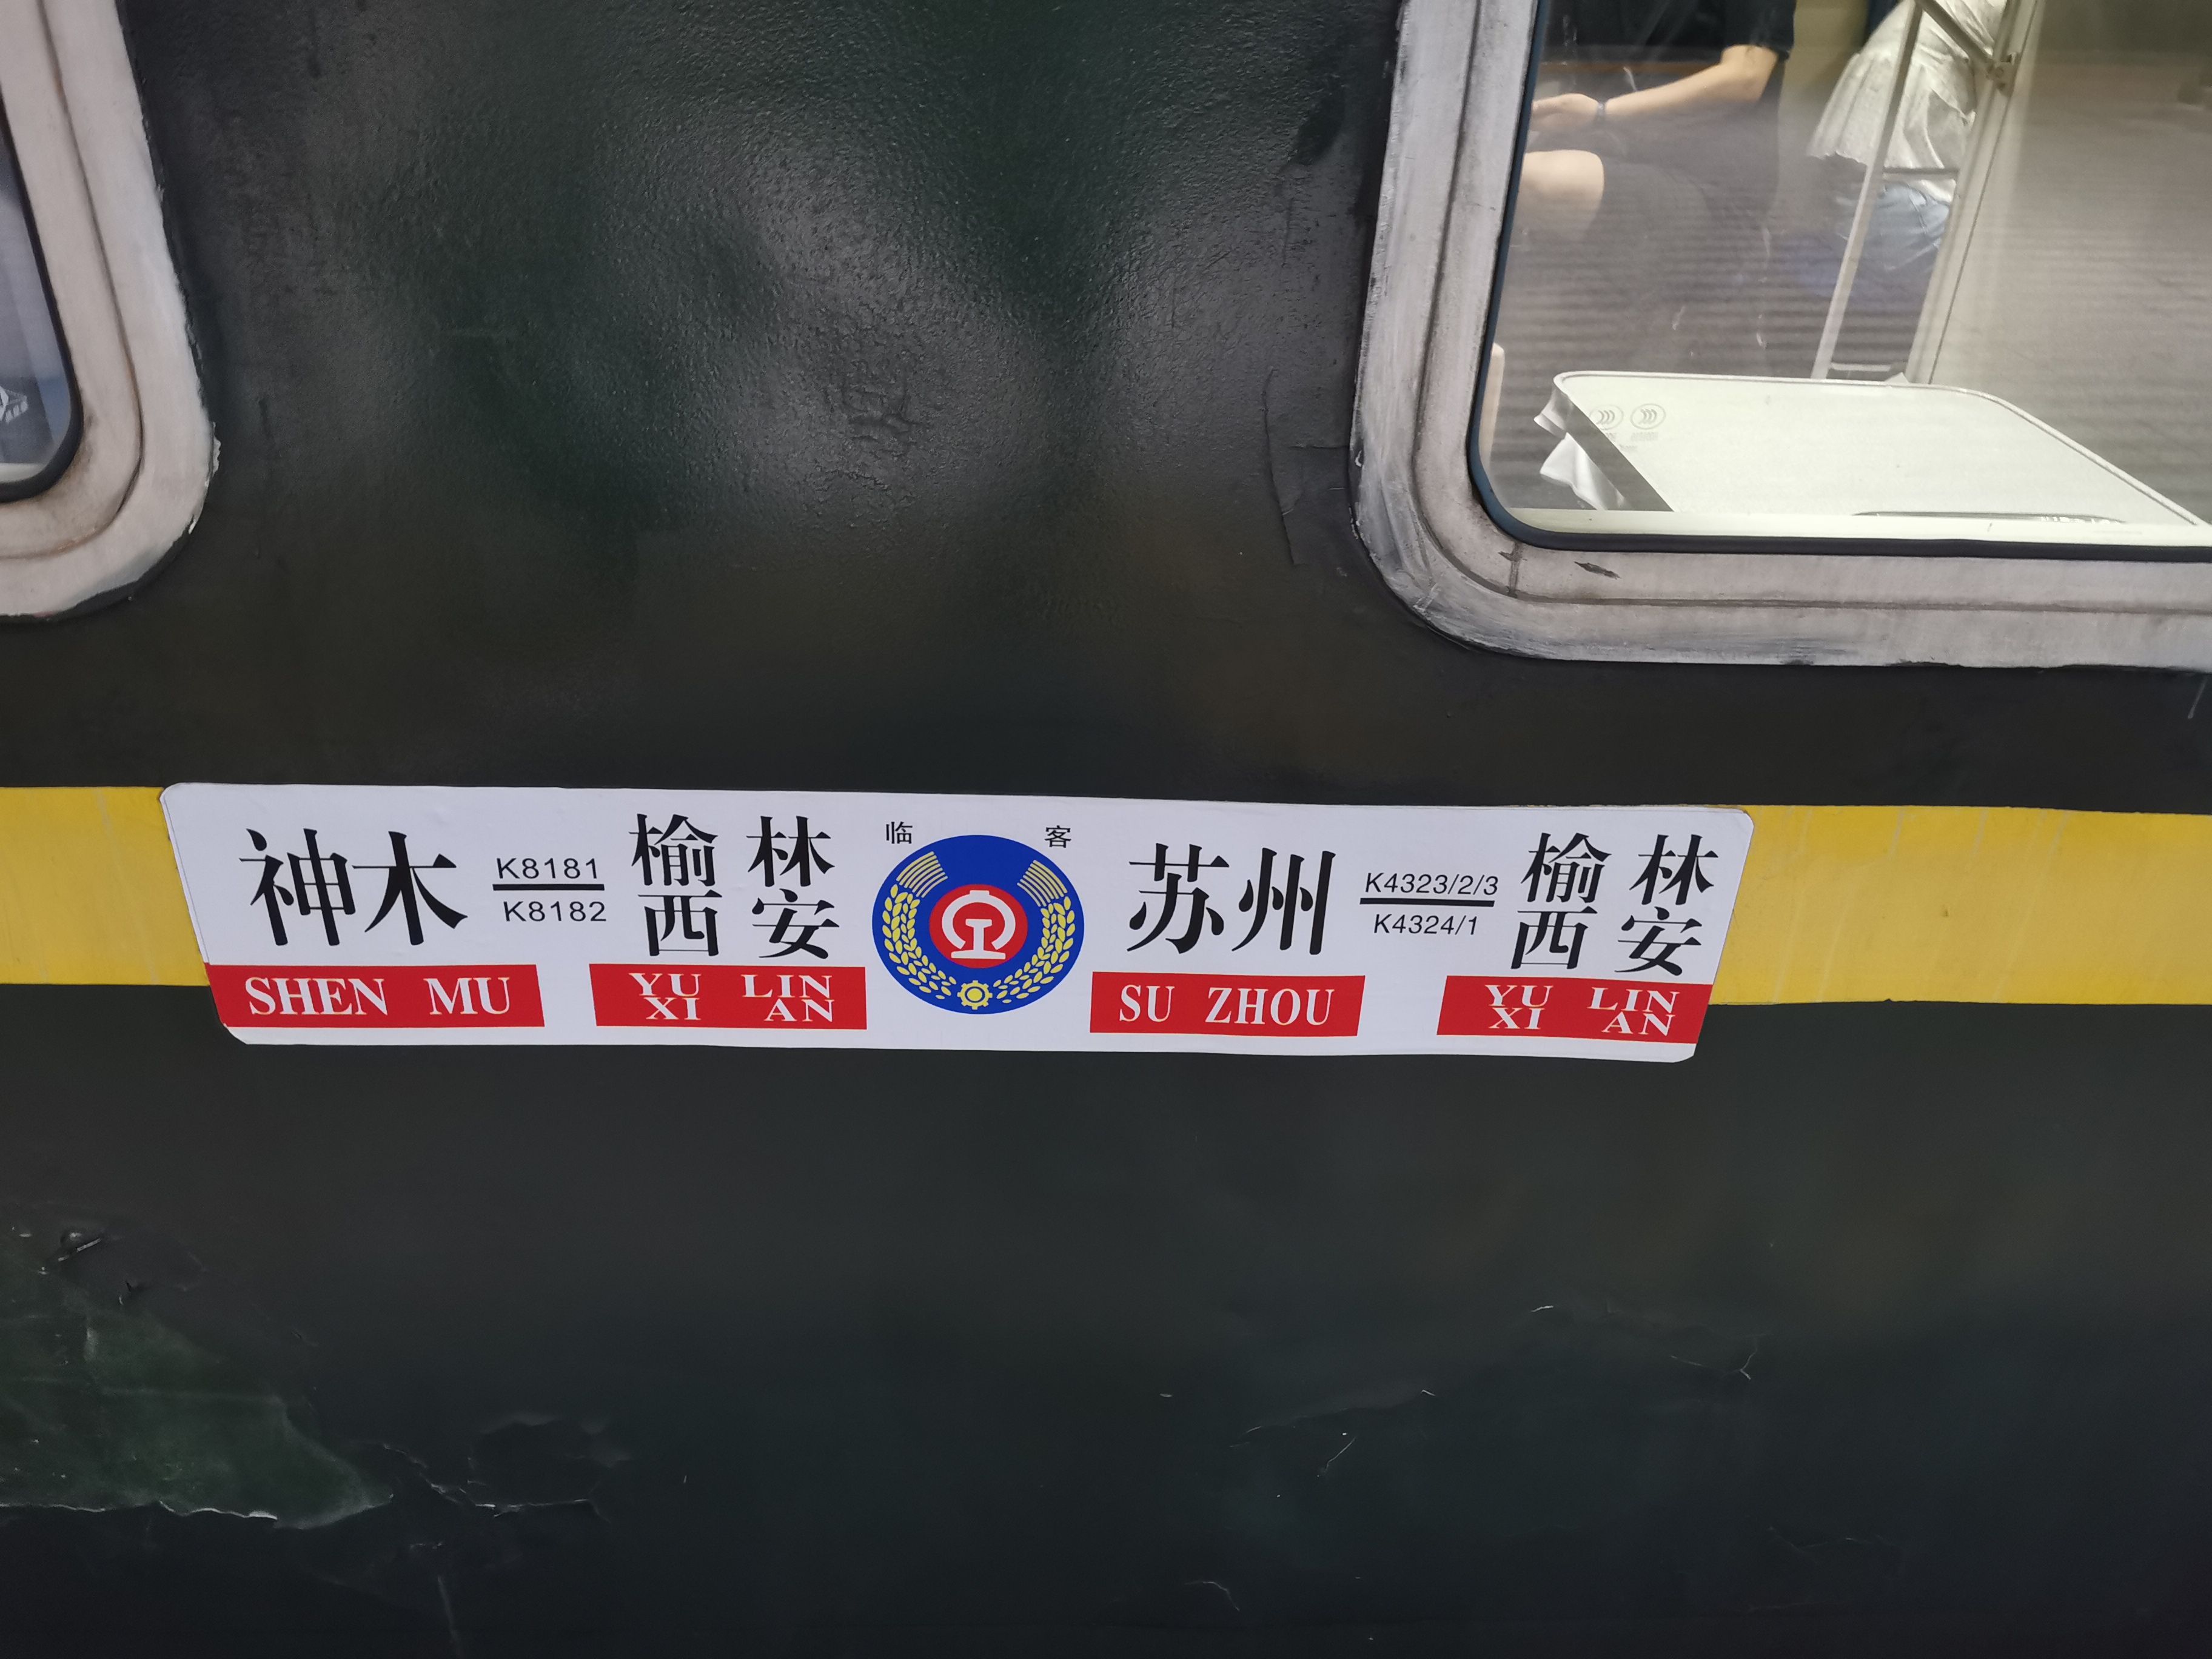 临 客
神木 K8181 榆林 苏州 K4323/2/3 榆林
K8182 西安 K4324/1 西安
SHEN MU YU LIN SU ZHOU YU LIN
XI AN XI AN